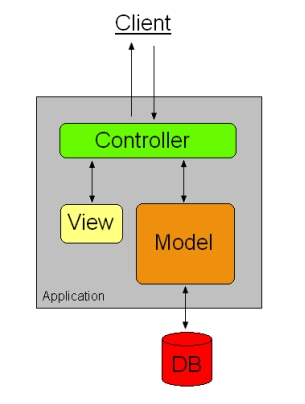 Client
Controller
View
Model
Application
DB